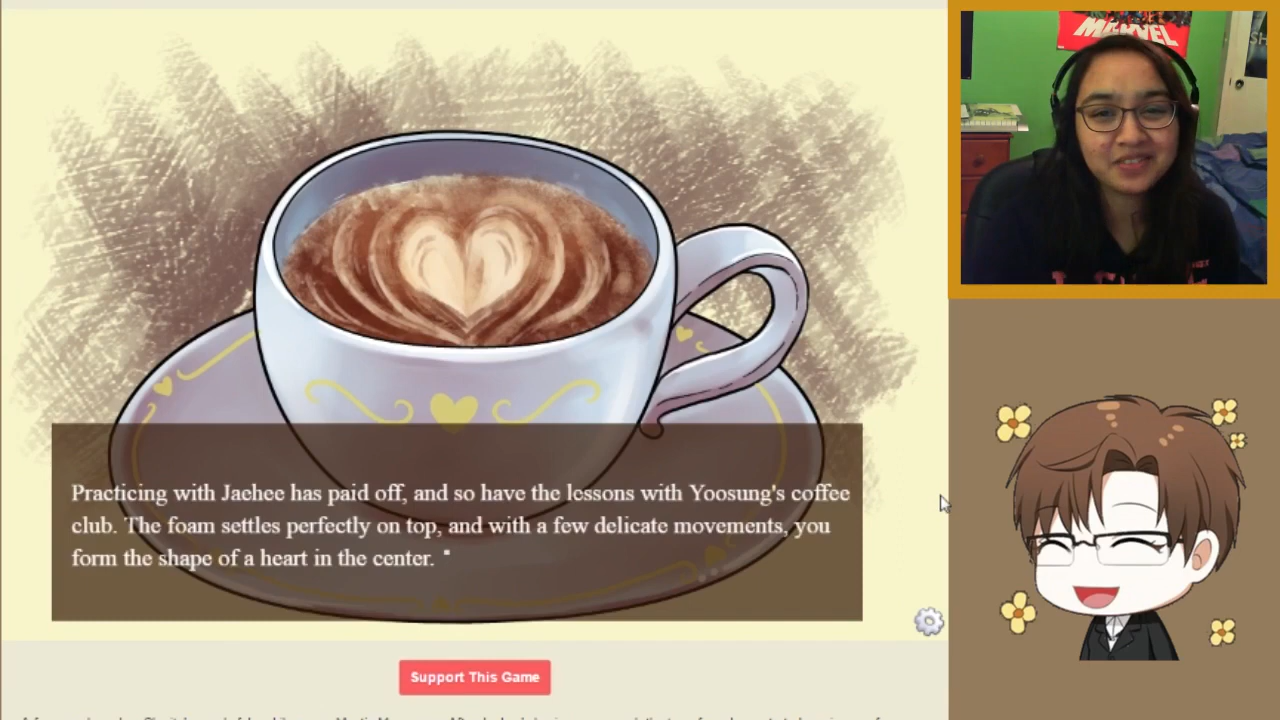 MARVEL
SH
Practicing with Jaehee has paid off, and so have the lessons with Yoosung's coffee
club. The foam settles perfectly on top, and with a few delicate movements, you
form the shape of a heart in the center.
Support This Game